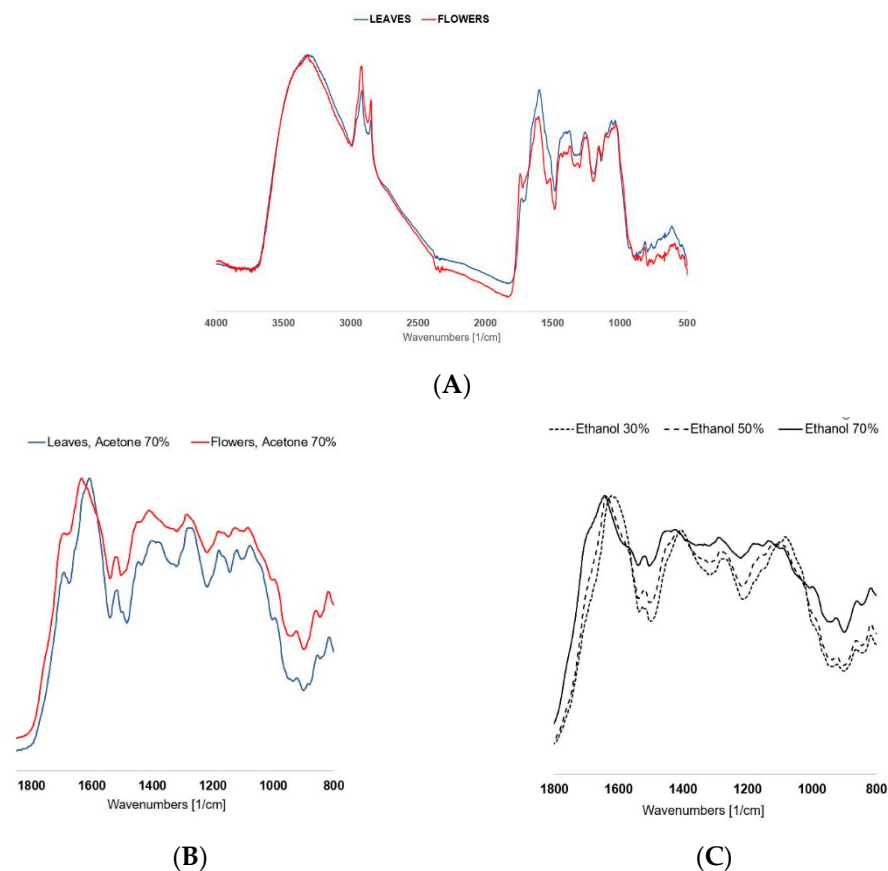 LEAVES FLOWERS
4000 3500 3000 2500 2000 1500 1000 500
Wavenumbers [1/cm]
(A)
Leaves, Acetone 70% Flowers, Acetone 70%
1800 1600 1400 1200 1000 800
Wavenumbers [1/cm]
(B)
Ethanol 30% Ethanol 50% Ethanol 70%
1800 1600 1400 1200 1000 800
Wavenumbers [1/cm]
(C)